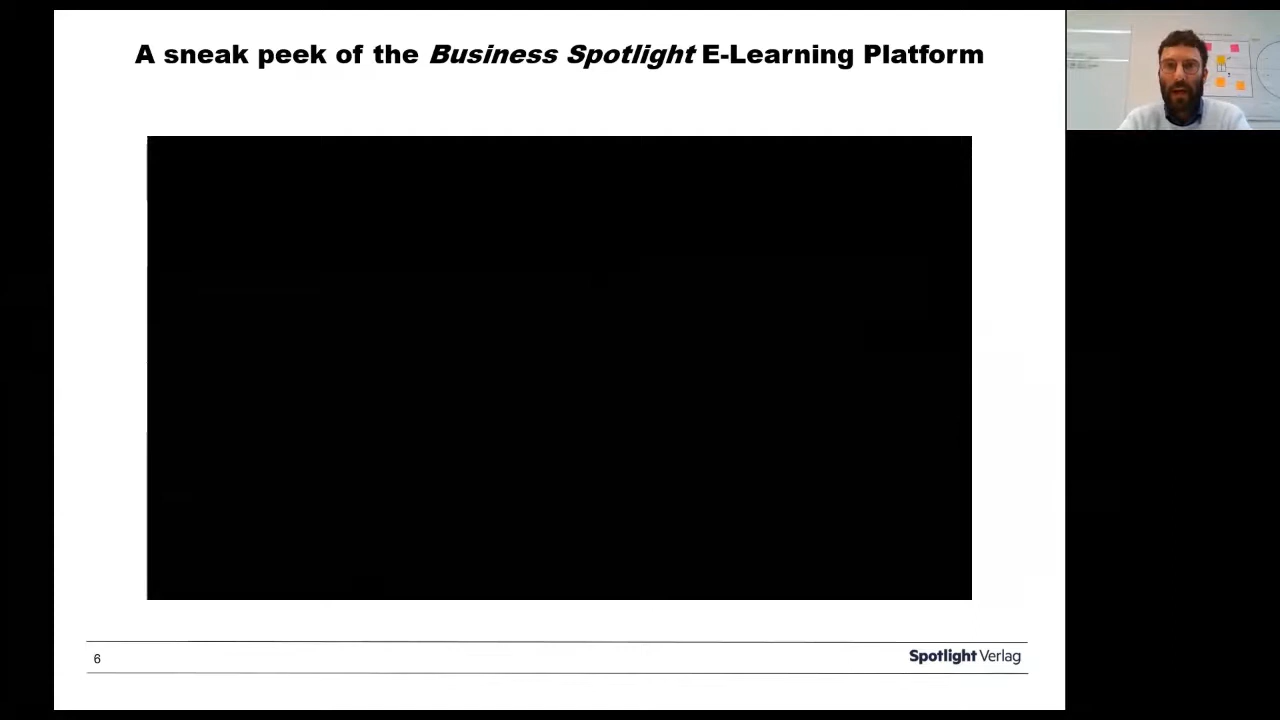 A sneak peek of the Business Spotlight E-Learning Platform
6
Spotlight Verlag